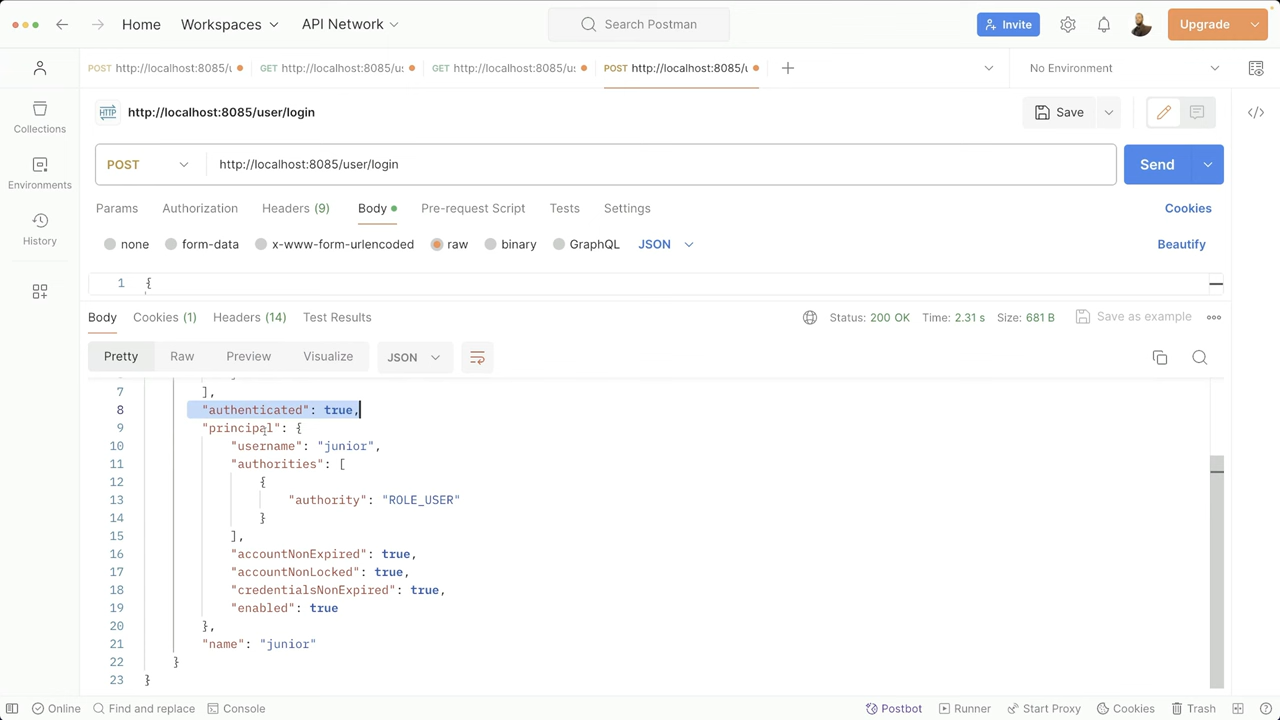 Home Workspaces API Network Search Postman Invite Upgrade
POST http://localhost:8085/u GET http://localhost:8085/us GET http://localhost:8085/us POST http://localhost:8085/u No Environment
HTTP http://localhost:8085/user/login Save
POST http://localhost:8085/user/login Send
Params Authorization Headers (9) Body Pre-request Script Tests Settings Cookies
none form-data x-www-form-urlencoded raw binary GraphQL JSON Beautify
1 {
Body Cookies (1) Headers (14) Test Results Status: 200 OK Time: 2.31 s Size: 681 B Save as example
Pretty Raw Preview Visualize JSON
7 ],
8 "authenticated": true,
9 "principal": {
10 "username": "junior",
11 "authorities": [
12 {
13 "authority": "ROLE_USER"
14 }
15 ],
16 "accountNonExpired": true,
17 "accountNonLocked": true,
18 "credentialsNonExpired": true,
19 "enabled": true
20 },
21 "name": "junior"
22 }
23 }
Collections
Environments
History
Online Find and replace Console Postbot Runner Start Proxy Cookies Trash